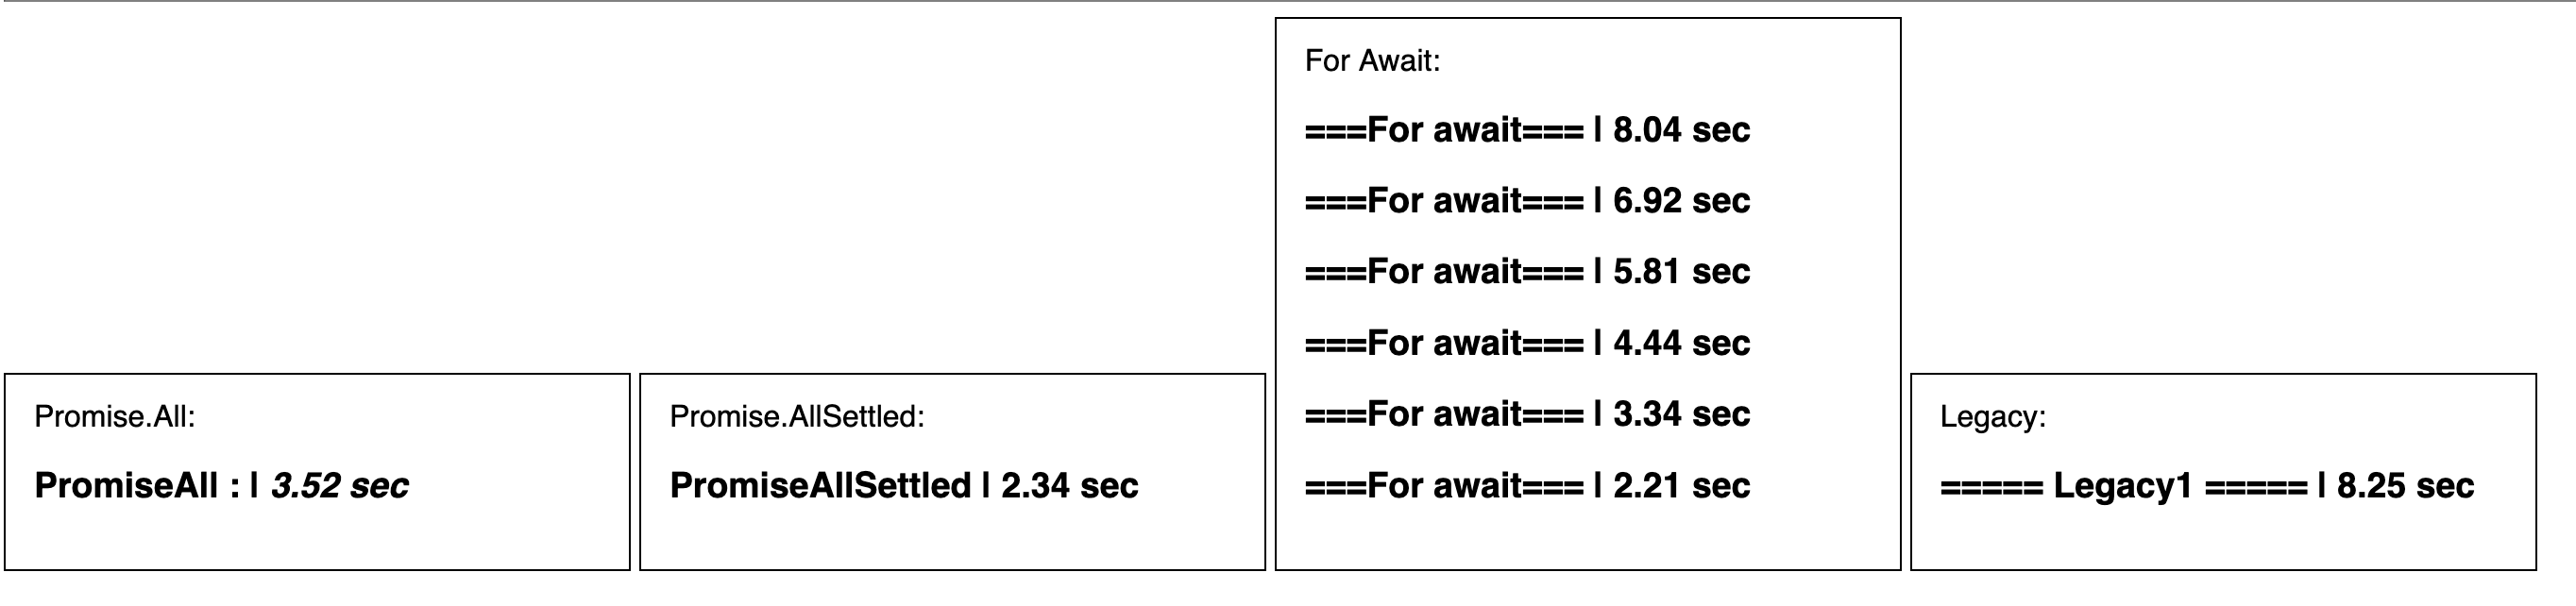 Promise.All:
PromiseAll : | 3.52 sec
Promise.AllSettled:
PromiseAllSettled | 2.34 sec
For Await:
===For await=== | 8.04 sec
===For await=== | 6.92 sec
===For await=== | 5.81 sec
===For await=== | 4.44 sec
===For await=== | 3.34 sec
===For await=== | 2.21 sec
Legacy:
===== Legacy1 ===== | 8.25 sec